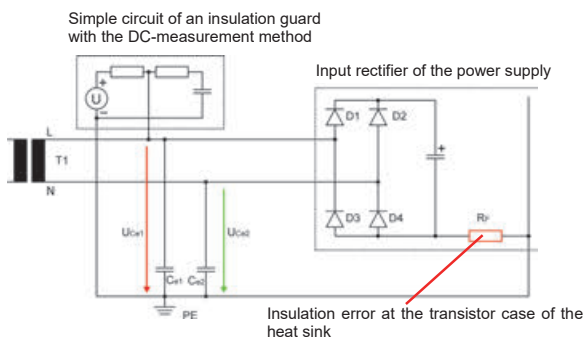 Simple circuit of an insulation guard
with the DC-measurement method
Input rectifier of the power supply
+
U
−
D1
D2
L
T1
+
N
D3
D4
RF
UCe1
UCe2
Ce1
Ce2
PE
Insulation error at the transistor case of the
heat sink